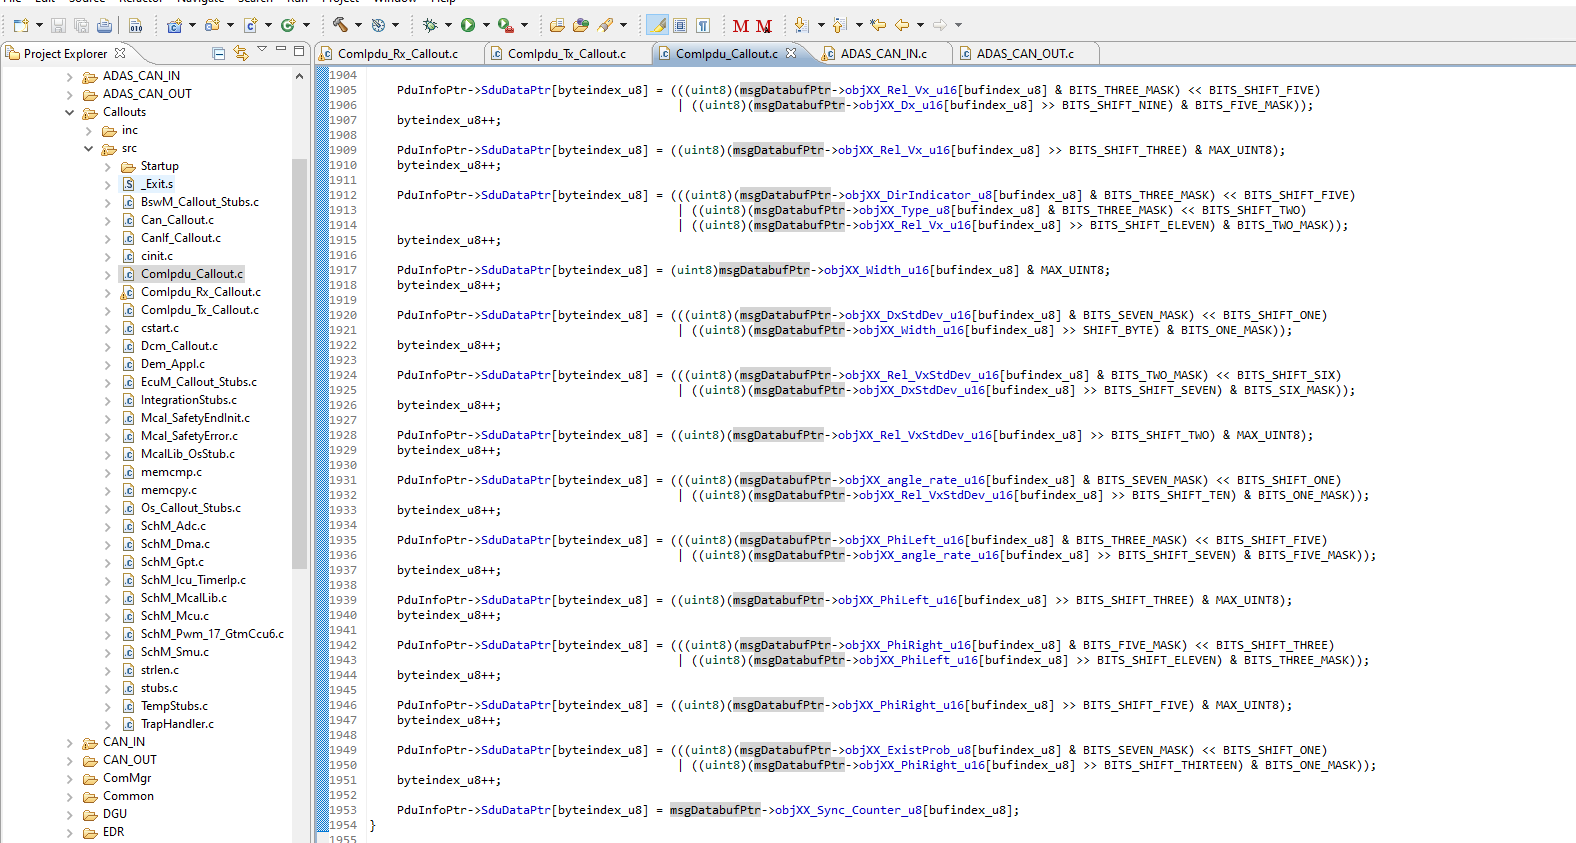 File Edit Source Refactor Navigate Search Run Project Window Help
Project Explorer
ComIpdu_Rx_Callout.c
ComIpdu_Tx_Callout.c
ComIpdu_Callout.c
ADAS_CAN_IN.c
ADAS_CAN_OUT.c
ADAS_CAN_IN
ADAS_CAN_OUT
Callouts
inc
src
Startup
_Exit.s
BswM_Callout_Stubs.c
Can_Callout.c
CanIf_Callout.c
cinit.c
ComIpdu_Callout.c
ComIpdu_Rx_Callout.c
ComIpdu_Tx_Callout.c
cstart.c
Dcm_Callout.c
Dem_Appl.c
EcuM_Callout_Stubs.c
IntegrationStubs.c
Mcal_SafetyEndInit.c
Mcal_SafetyError.c
McalLib_OsStub.c
memcmp.c
memcpy.c
Os_Callout_Stubs.c
SchM_Adc.c
SchM_Dma.c
SchM_Gpt.c
SchM_Icu_TimerIp.c
SchM_McalLib.c
SchM_Mcu.c
SchM_Pwm_17_GtmCcu6.c
SchM_Smu.c
strlen.c
stubs.c
TempStubs.c
TrapHandler.c
CAN_IN
CAN_OUT
ComMgr
Common
DGU
EDR
1904
1905 PduInfoPtr->SduDataPtr[byteindex_u8] = (((uint8)(msgDatabufPtr->objXX_Rel_Vx_u16[bufindex_u8] & BITS_THREE_MASK) << BITS_SHIFT_FIVE)
1906 | ((uint8)(msgDatabufPtr->objXX_Dx_u16[bufindex_u8] >> BITS_SHIFT_NINE) & BITS_FIVE_MASK));
1907 byteindex_u8++;
1908
1909 PduInfoPtr->SduDataPtr[byteindex_u8] = ((uint8)(msgDatabufPtr->objXX_Rel_Vx_u16[bufindex_u8] >> BITS_SHIFT_THREE) & MAX_UINT8);
1910 byteindex_u8++;
1911
1912 PduInfoPtr->SduDataPtr[byteindex_u8] = (((uint8)(msgDatabufPtr->objXX_DirIndicator_u8[bufindex_u8] & BITS_THREE_MASK) << BITS_SHIFT_FIVE)
1913 | ((uint8)(msgDatabufPtr->objXX_Type_u8[bufindex_u8] & BITS_THREE_MASK) << BITS_SHIFT_TWO)
1914 | ((uint8)(msgDatabufPtr->objXX_Rel_Vx_u16[bufindex_u8] >> BITS_SHIFT_ELEVEN) & BITS_TWO_MASK));
1915 byteindex_u8++;
1916
1917 PduInfoPtr->SduDataPtr[byteindex_u8] = (uint8)msgDatabufPtr->objXX_Width_u16[bufindex_u8] & MAX_UINT8;
1918 byteindex_u8++;
1919
1920 PduInfoPtr->SduDataPtr[byteindex_u8] = (((uint8)(msgDatabufPtr->objXX_DxStdDev_u16[bufindex_u8] & BITS_SEVEN_MASK) << BITS_SHIFT_ONE)
1921 | ((uint8)(msgDatabufPtr->objXX_Width_u16[bufindex_u8] >> SHIFT_BYTE) & BITS_ONE_MASK));
1922 byteindex_u8++;
1923
1924 PduInfoPtr->SduDataPtr[byteindex_u8] = (((uint8)(msgDatabufPtr->objXX_Rel_VxStdDev_u16[bufindex_u8] & BITS_TWO_MASK) << BITS_SHIFT_SIX)
1925 | ((uint8)(msgDatabufPtr->objXX_DxStdDev_u16[bufindex_u8] >> BITS_SHIFT_SEVEN) & BITS_SIX_MASK));
1926 byteindex_u8++;
1927
1928 PduInfoPtr->SduDataPtr[byteindex_u8] = ((uint8)(msgDatabufPtr->objXX_Rel_VxStdDev_u16[bufindex_u8] >> BITS_SHIFT_TWO) & MAX_UINT8);
1929 byteindex_u8++;
1930
1931 PduInfoPtr->SduDataPtr[byteindex_u8] = (((uint8)(msgDatabufPtr->objXX_angle_rate_u16[bufindex_u8] & BITS_SEVEN_MASK) << BITS_SHIFT_ONE)
1932 | ((uint8)(msgDatabufPtr->objXX_Rel_VxStdDev_u16[bufindex_u8] >> BITS_SHIFT_TEN) & BITS_ONE_MASK));
1933 byteindex_u8++;
1934
1935 PduInfoPtr->SduDataPtr[byteindex_u8] = (((uint8)(msgDatabufPtr->objXX_PhiLeft_u16[bufindex_u8] & BITS_THREE_MASK) << BITS_SHIFT_FIVE)
1936 | ((uint8)(msgDatabufPtr->objXX_angle_rate_u16[bufindex_u8] >> BITS_SHIFT_SEVEN) & BITS_FIVE_MASK));
1937 byteindex_u8++;
1938
1939 PduInfoPtr->SduDataPtr[byteindex_u8] = ((uint8)(msgDatabufPtr->objXX_PhiLeft_u16[bufindex_u8] >> BITS_SHIFT_THREE) & MAX_UINT8);
1940 byteindex_u8++;
1941
1942 PduInfoPtr->SduDataPtr[byteindex_u8] = (((uint8)(msgDatabufPtr->objXX_PhiRight_u16[bufindex_u8] & BITS_FIVE_MASK) << BITS_SHIFT_THREE)
1943 | ((uint8)(msgDatabufPtr->objXX_PhiLeft_u16[bufindex_u8] >> BITS_SHIFT_ELEVEN) & BITS_THREE_MASK));
1944 byteindex_u8++;
1945
1946 PduInfoPtr->SduDataPtr[byteindex_u8] = ((uint8)(msgDatabufPtr->objXX_PhiRight_u16[bufindex_u8] >> BITS_SHIFT_FIVE) & MAX_UINT8);
1947 byteindex_u8++;
1948
1949 PduInfoPtr->SduDataPtr[byteindex_u8] = (((uint8)(msgDatabufPtr->objXX_ExistProb_u8[bufindex_u8] & BITS_SEVEN_MASK) << BITS_SHIFT_ONE)
1950 | ((uint8)(msgDatabufPtr->objXX_PhiRight_u16[bufindex_u8] >> BITS_SHIFT_THIRTEEN) & BITS_ONE_MASK));
1951 byteindex_u8++;
1952
1953 PduInfoPtr->SduDataPtr[byteindex_u8] = msgDatabufPtr->objXX_Sync_Counter_u8[bufindex_u8];
1954 }
1955